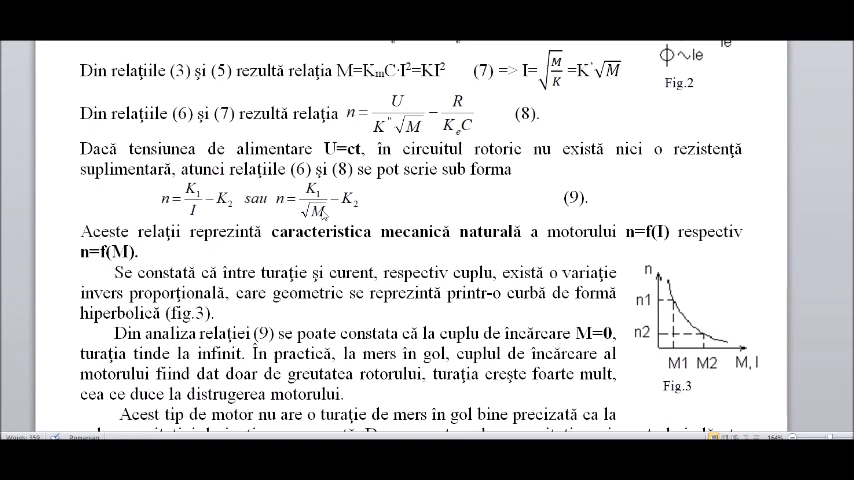 Φ~Ie
Ie
Din relaţiile (3) şi (5) rezultă relaţia M=KmC·I²=KI² (7) => I=√(M/K) =K'√M
Fig.2
Din relaţiile (6) şi (7) rezultă relaţia n = U/(K"√M) − R/(KeC) (8).
Dacă tensiunea de alimentare U=ct, în circuitul rotoric nu există nici o rezistenţă
suplimentară, atunci relaţiile (6) şi (8) se pot scrie sub forma
n = K₁/I − K₂ sau n = K₁/√M − K₂ (9).
Aceste relaţii reprezintă caracteristica mecanică naturală a motorului n=f(I) respectiv
n=f(M).
Se constată că între turaţie şi curent, respectiv cuplu, există o variaţie
invers proporţională, care geometric se reprezintă printr-o curbă de formă
hiperbolică (fig.3).
n
n1
n2
M1 M2 M, I
Fig.3
Din analiza relaţiei (9) se poate constata că la cuplu de încărcare M=0,
turaţia tinde la infinit. În practică, la mers în gol, cuplul de încărcare al
motorului fiind dat doar de greutatea rotorului, turaţia creşte foarte mult,
cea ce duce la distrugerea motorului.
Acest tip de motor nu are o turaţie de mers în gol bine precizată ca la
Words: 359 Romanian 164%